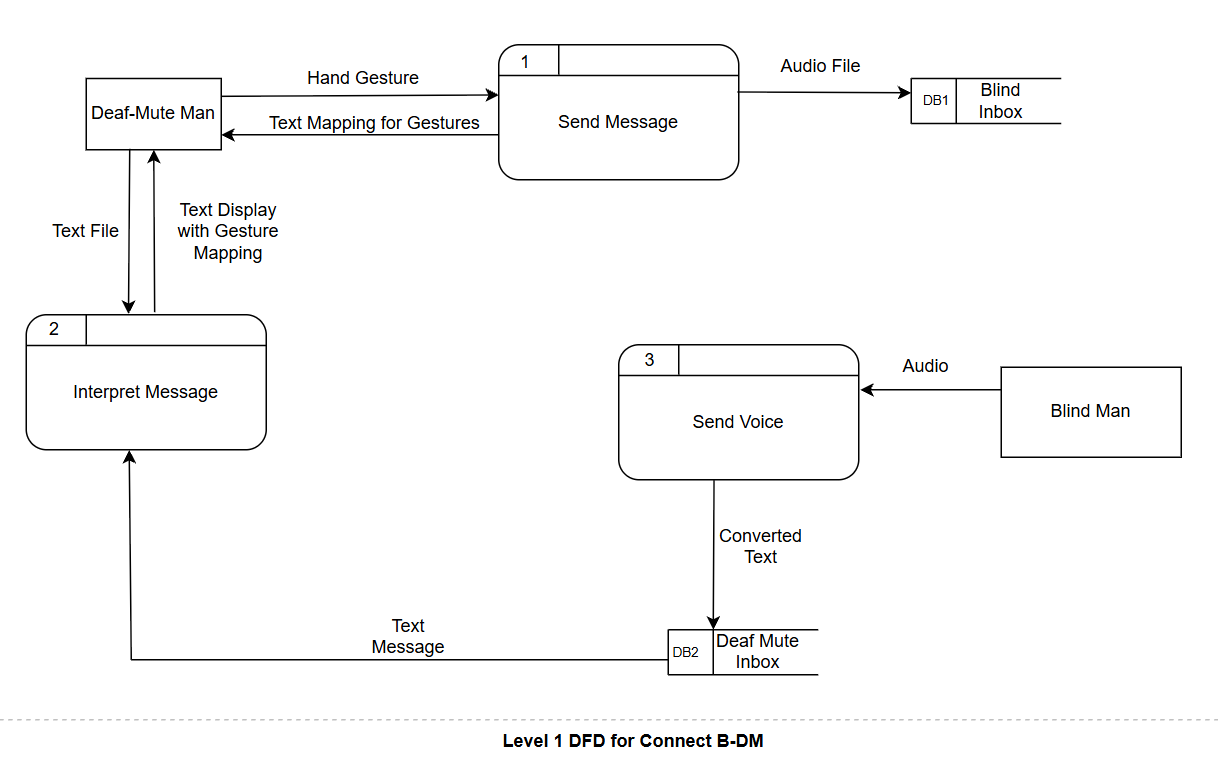 1
Hand Gesture
Audio File
Deaf-Mute Man
Text Mapping for Gestures
Send Message
DB1
Blind
Inbox
Text File
Text Display
with Gesture
Mapping
2
Interpret Message
3
Send Voice
Audio
Blind Man
Converted
Text
Text
Message
DB2
Deaf Mute
Inbox
Level 1 DFD for Connect B-DM